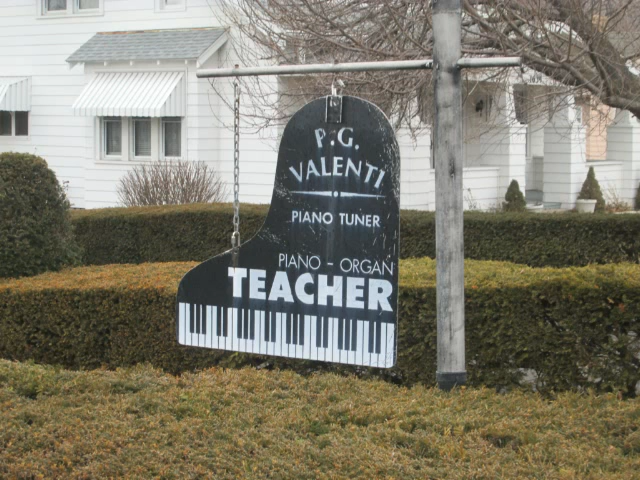 P.G.
VALENTI
PIANO TUNER
PIANO - ORGAN
TEACHER